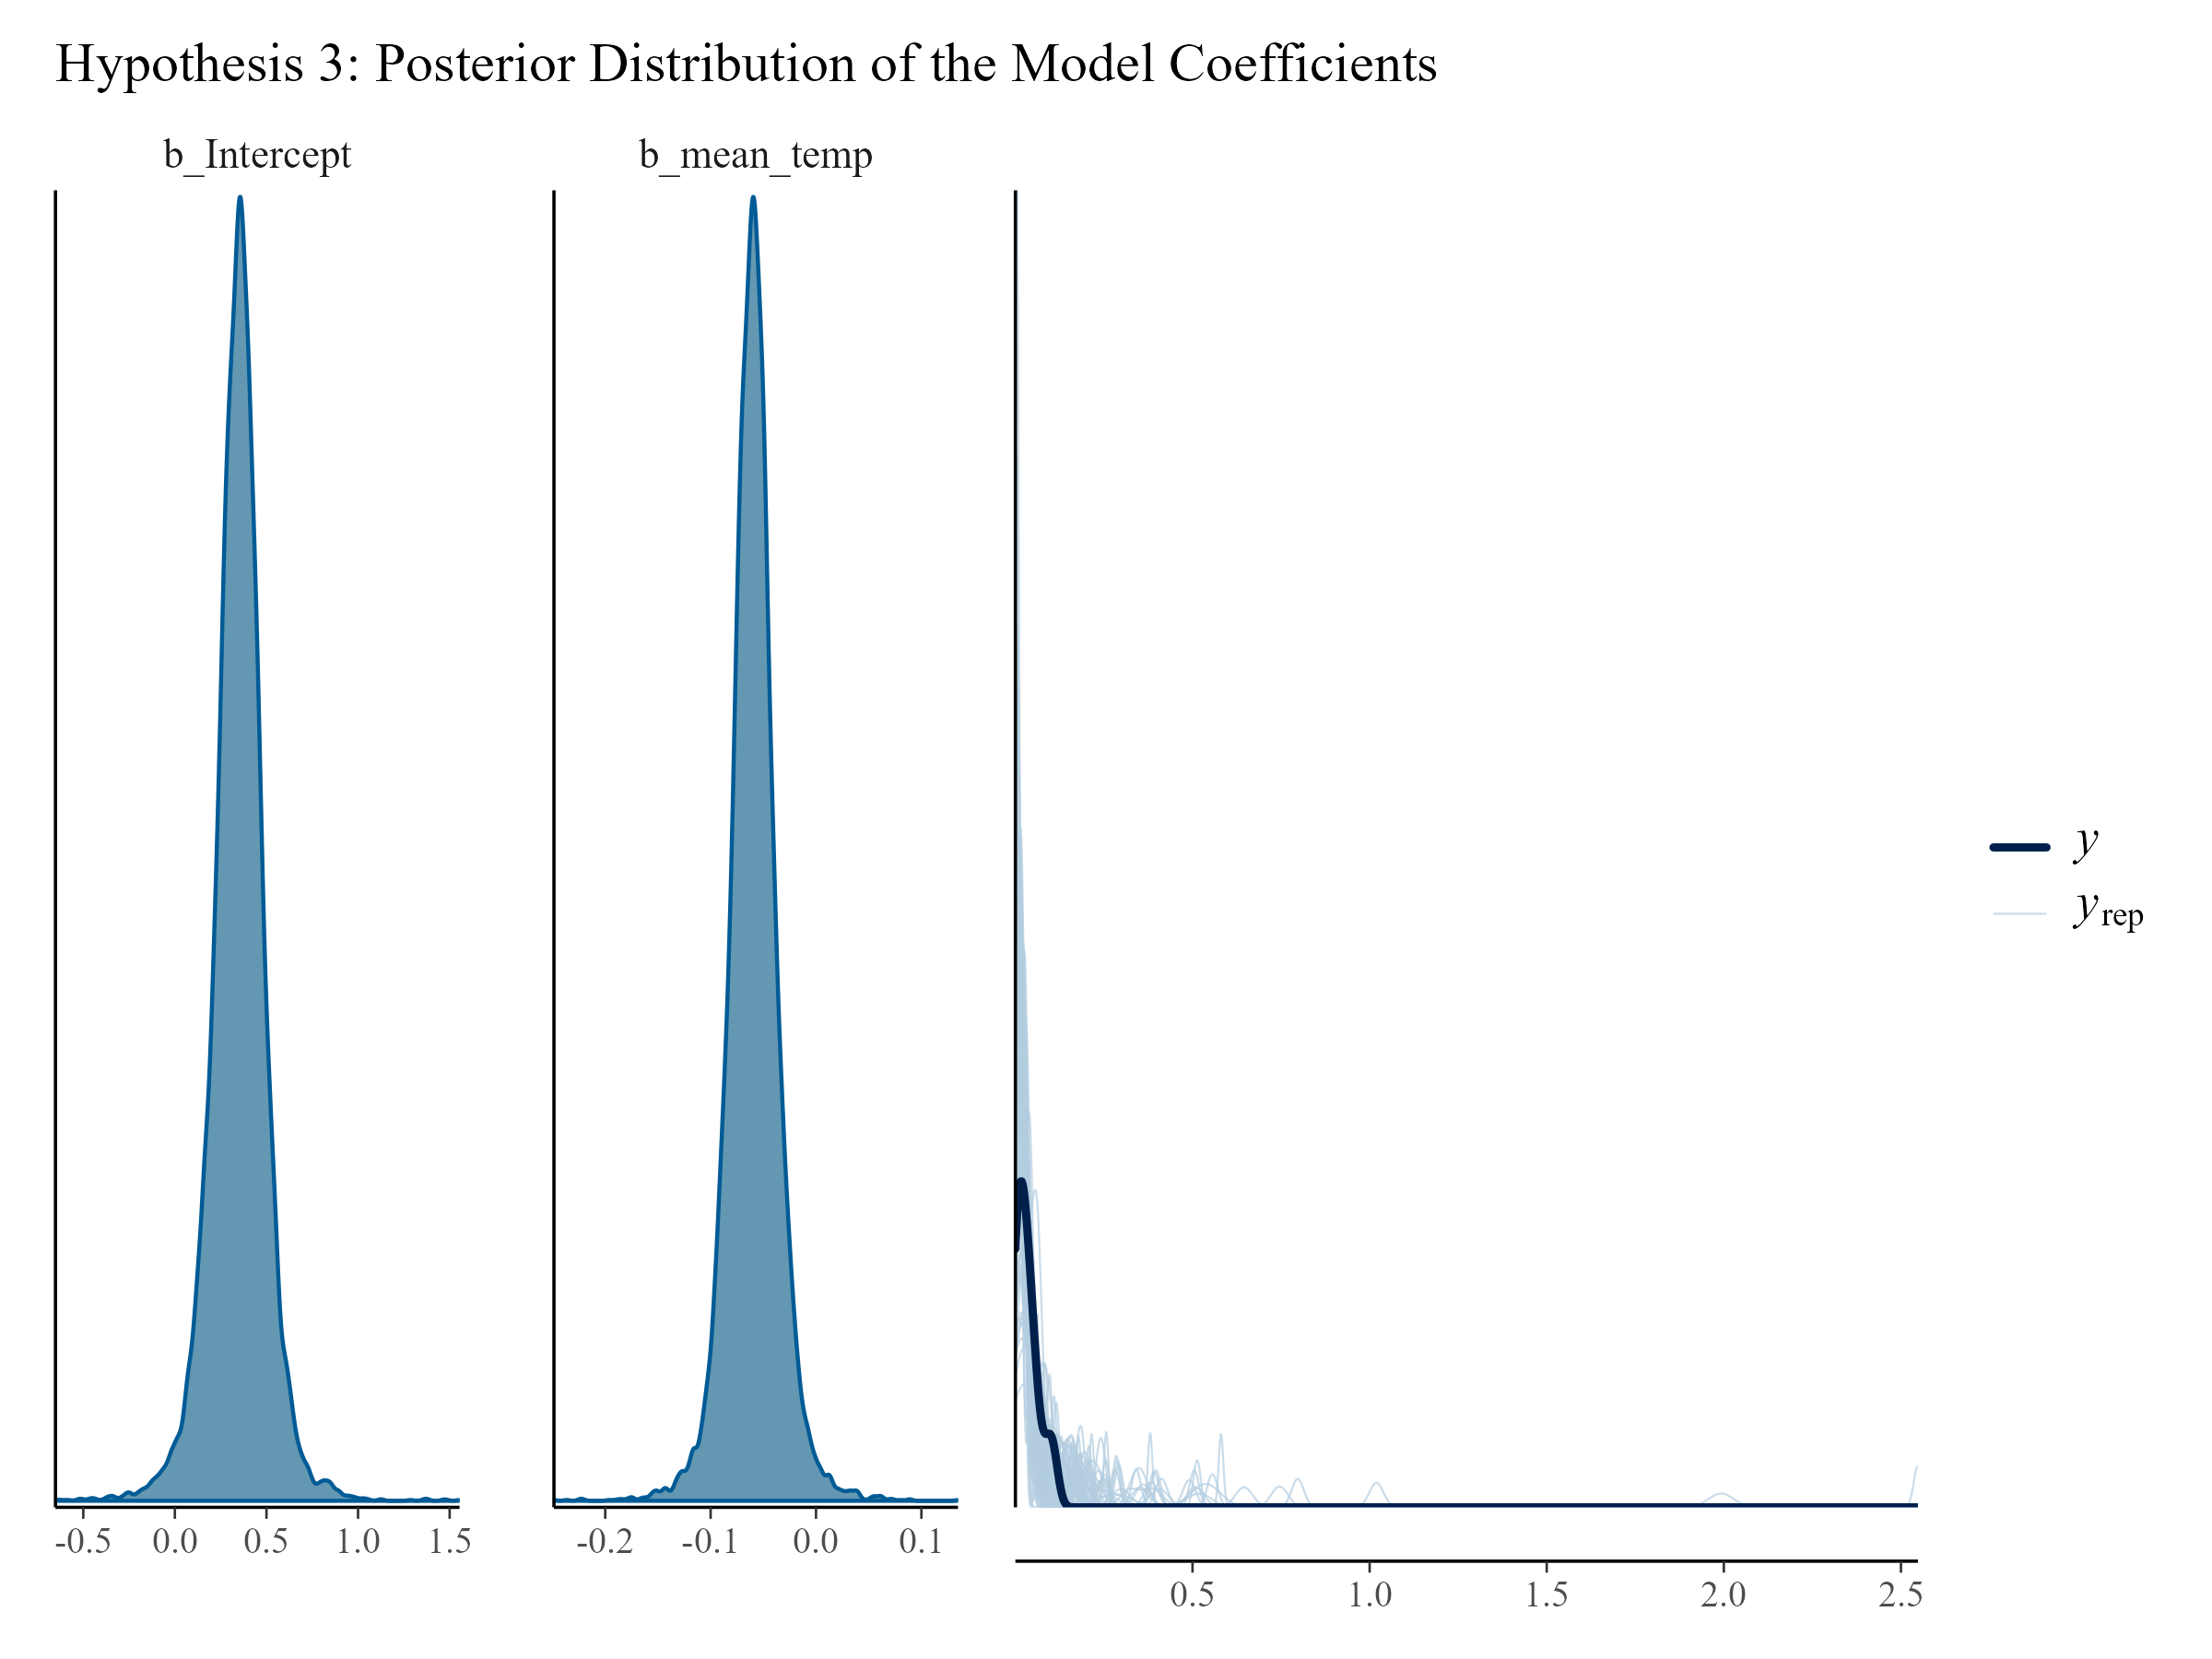 Hypothesis 3: Posterior Distribution of the Model Coefficients
b_Intercept b_mean_temp
y
yrep
-0.5 0.0 0.5 1.0 1.5 -0.2 -0.1 0.0 0.1
0.5 1.0 1.5 2.0 2.5